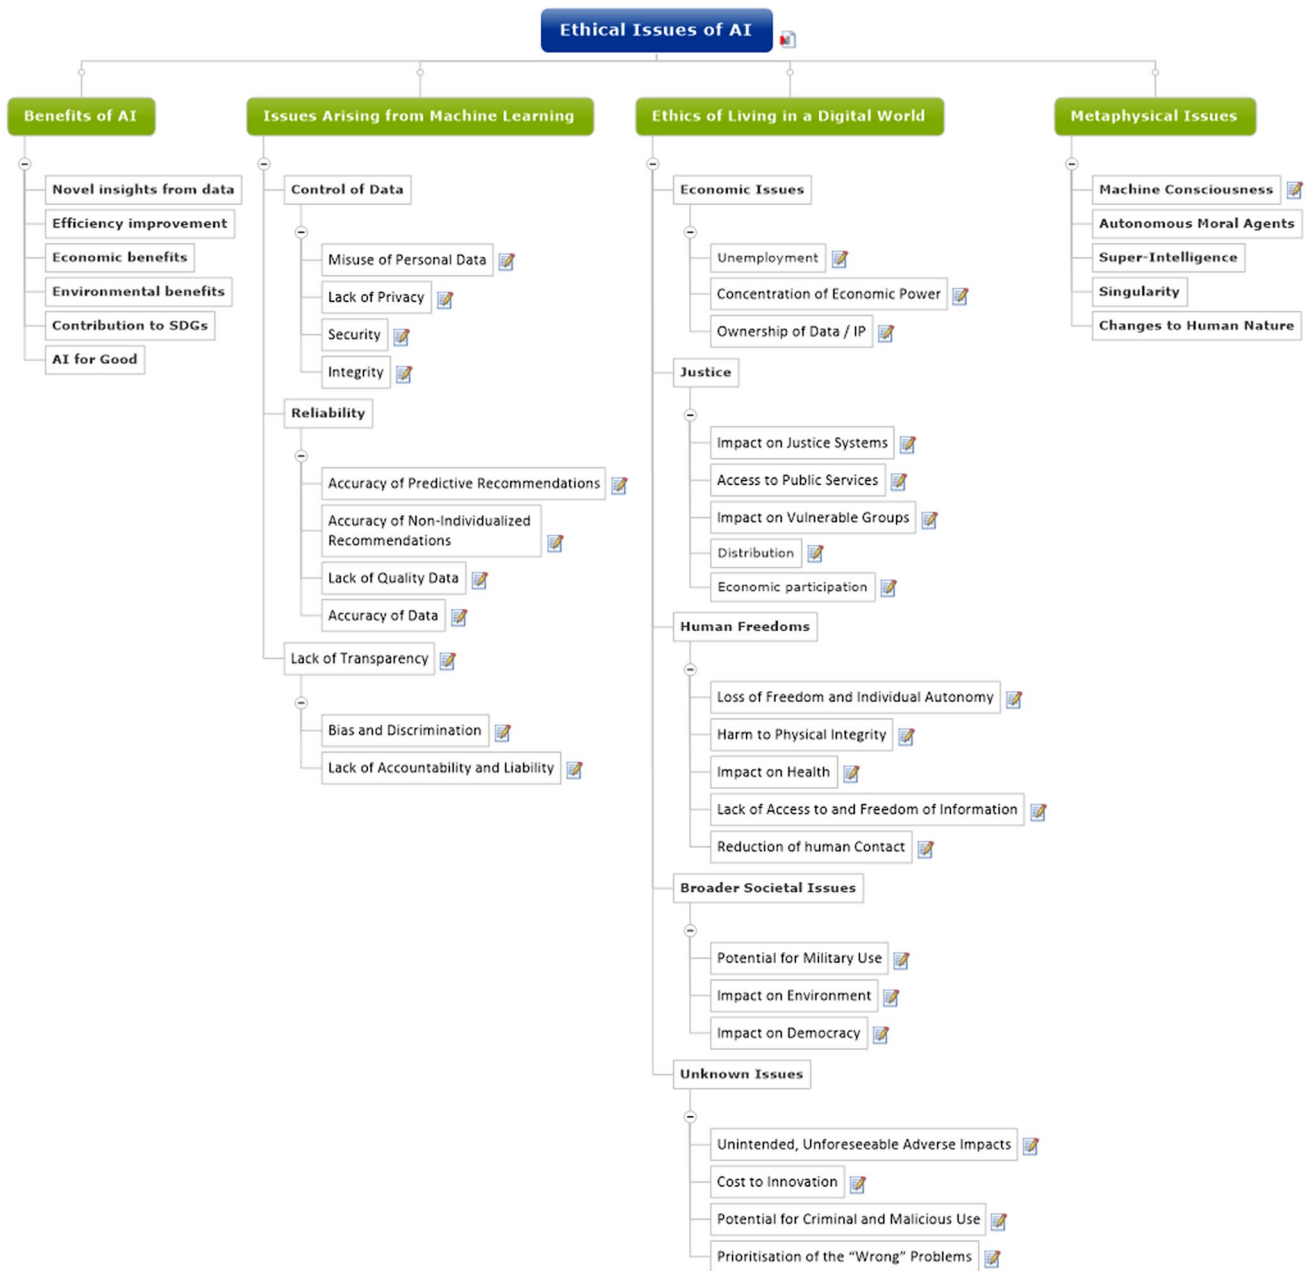 Ethical Issues of AI
Benefits of AI
Novel insights from data
Efficiency improvement
Economic benefits
Environmental benefits
Contribution to SDGs
AI for Good
Issues Arising from Machine Learning
Control of Data
Misuse of Personal Data
Lack of Privacy
Security
Integrity
Reliability
Accuracy of Predictive Recommendations
Accuracy of Non-Individualized
Recommendations
Lack of Quality Data
Accuracy of Data
Lack of Transparency
Bias and Discrimination
Lack of Accountability and Liability
Ethics of Living in a Digital World
Economic Issues
Unemployment
Concentration of Economic Power
Ownership of Data / IP
Justice
Impact on Justice Systems
Access to Public Services
Impact on Vulnerable Groups
Distribution
Economic participation
Human Freedoms
Loss of Freedom and Individual Autonomy
Harm to Physical Integrity
Impact on Health
Lack of Access to and Freedom of Information
Reduction of human Contact
Broader Societal Issues
Potential for Military Use
Impact on Environment
Impact on Democracy
Unknown Issues
Unintended, Unforeseeable Adverse Impacts
Cost to Innovation
Potential for Criminal and Malicious Use
Prioritisation of the “Wrong” Problems
Metaphysical Issues
Machine Consciousness
Autonomous Moral Agents
Super-Intelligence
Singularity
Changes to Human Nature